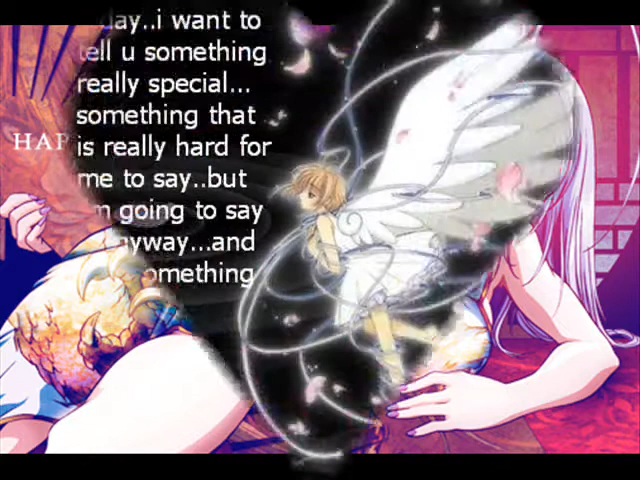 day..i want to
tell u something
really special...
something that
is really hard for
HAP
me to say..but
m going to say
nyway...and
omething